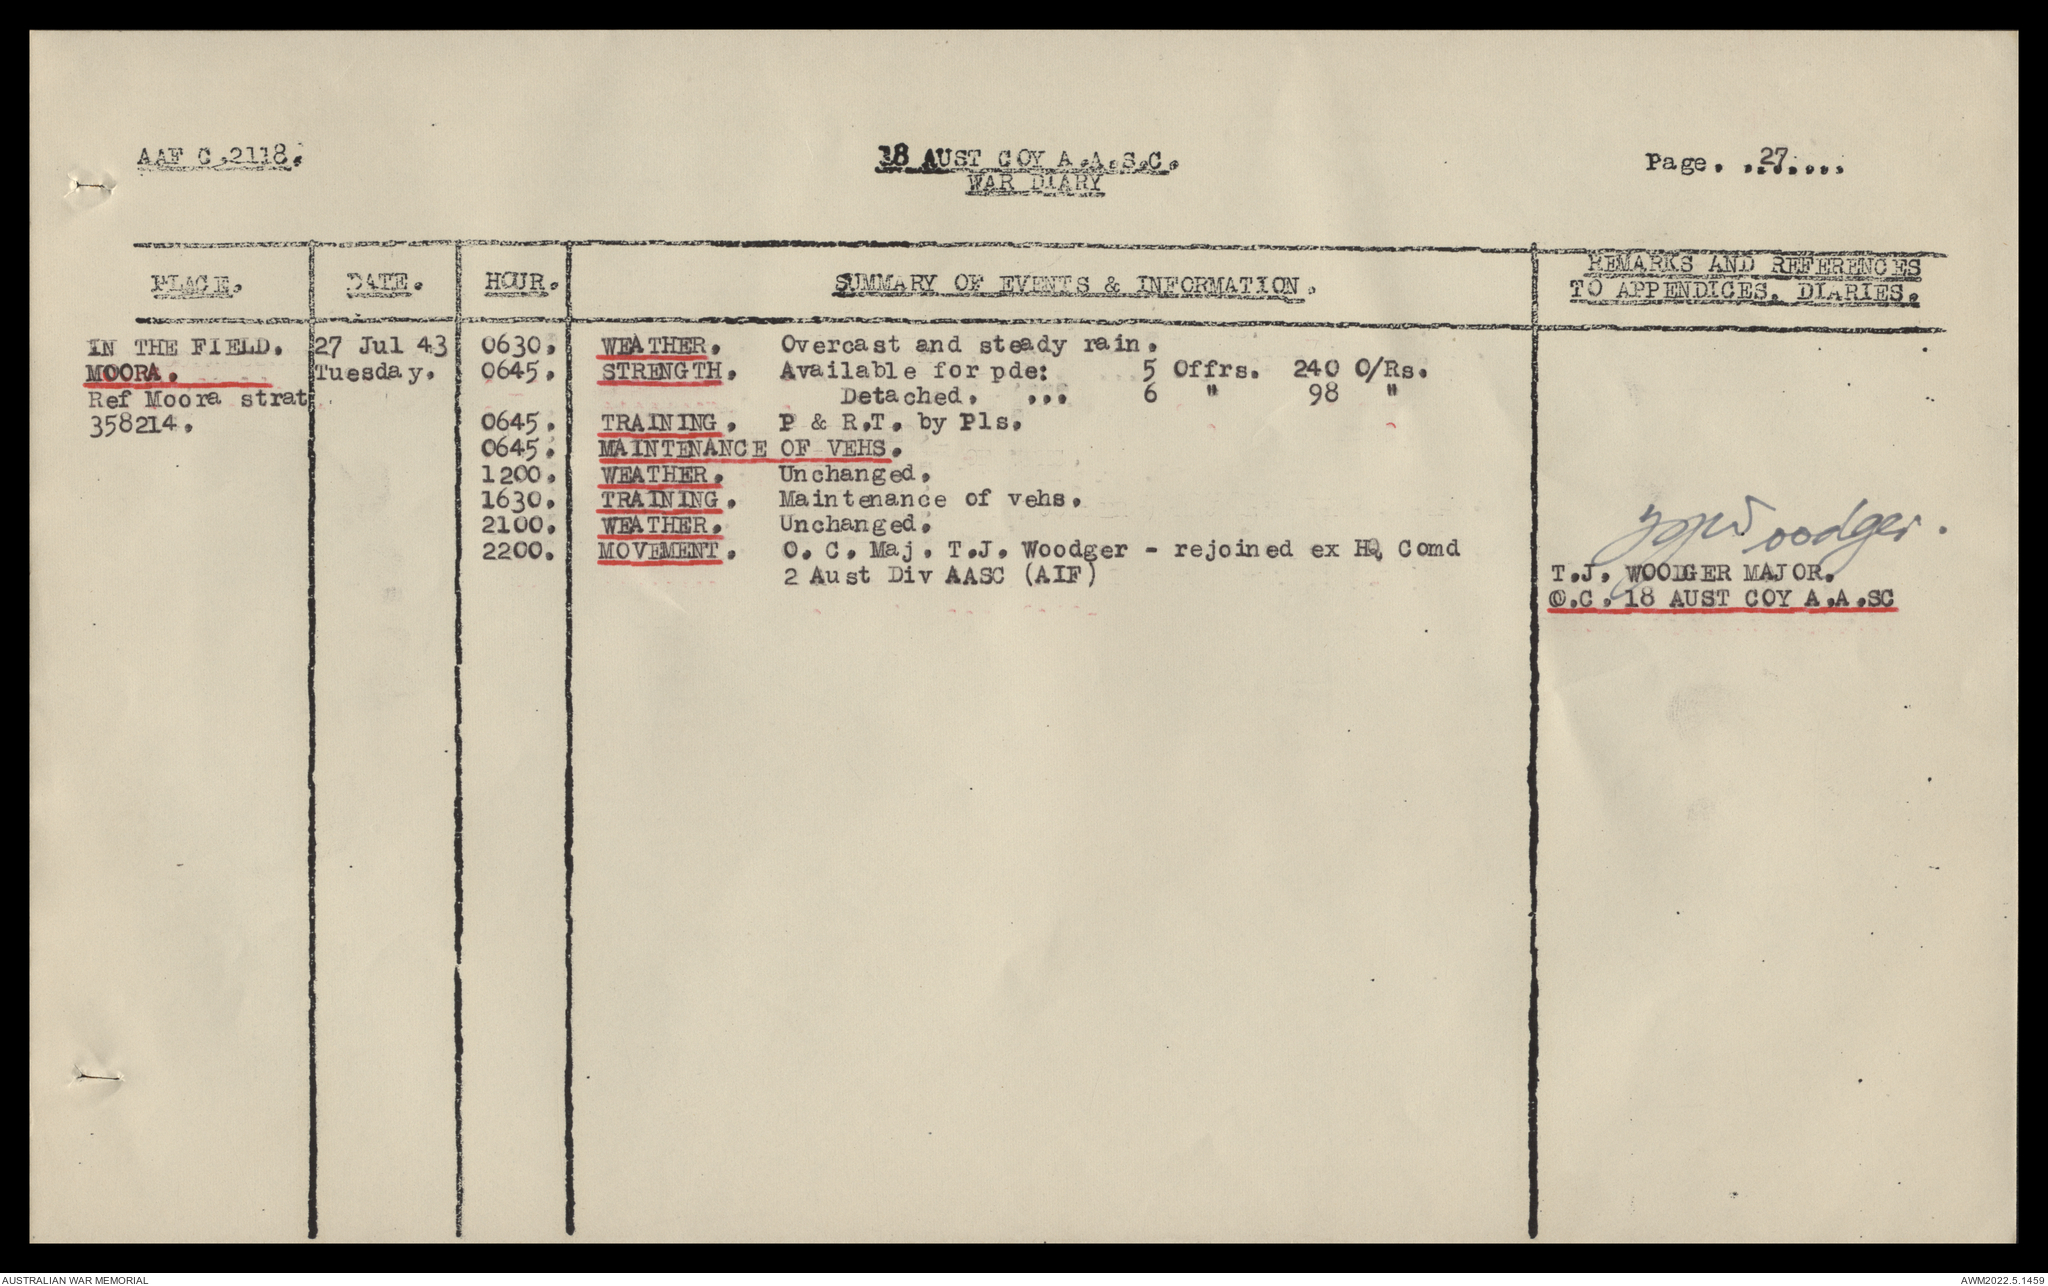 AAF C.2118.
18 AUST COY A.A.S.C.
WAR DIARY
Page. ..27.....
PLACE. DATE. HOUR. SUMMARY OF EVENTS & INFORMATION. REMARKS AND REFERENCES
TO APPENDICES. DIARIES.
IN THE FIELD. 27 Jul 43 0630. WEATHER. Overcast and steady rain.
MOORA. Tuesday. 0645. STRENGTH. Available for pde: 5 Offrs. 240 O/Rs.
Ref Moora strat Detached. ... 6 " 98 "
358214. 0645. TRAINING. P & R.T. by Pls.
0645. MAINTENANCE OF VEHS.
1200. WEATHER. Unchanged.
1630. TRAINING. Maintenance of vehs.
2100. WEATHER. Unchanged.
2200. MOVEMENT. O. C. Maj. T.J. Woodger - rejoined ex HQ Comd
2 Aust Div AASC (AIF)
TJWoodger.
T.J. WOODGER MAJOR.
O.C. 18 AUST COY A.A.SC
AUSTRALIAN WAR MEMORIAL
AWM2022.5.1459